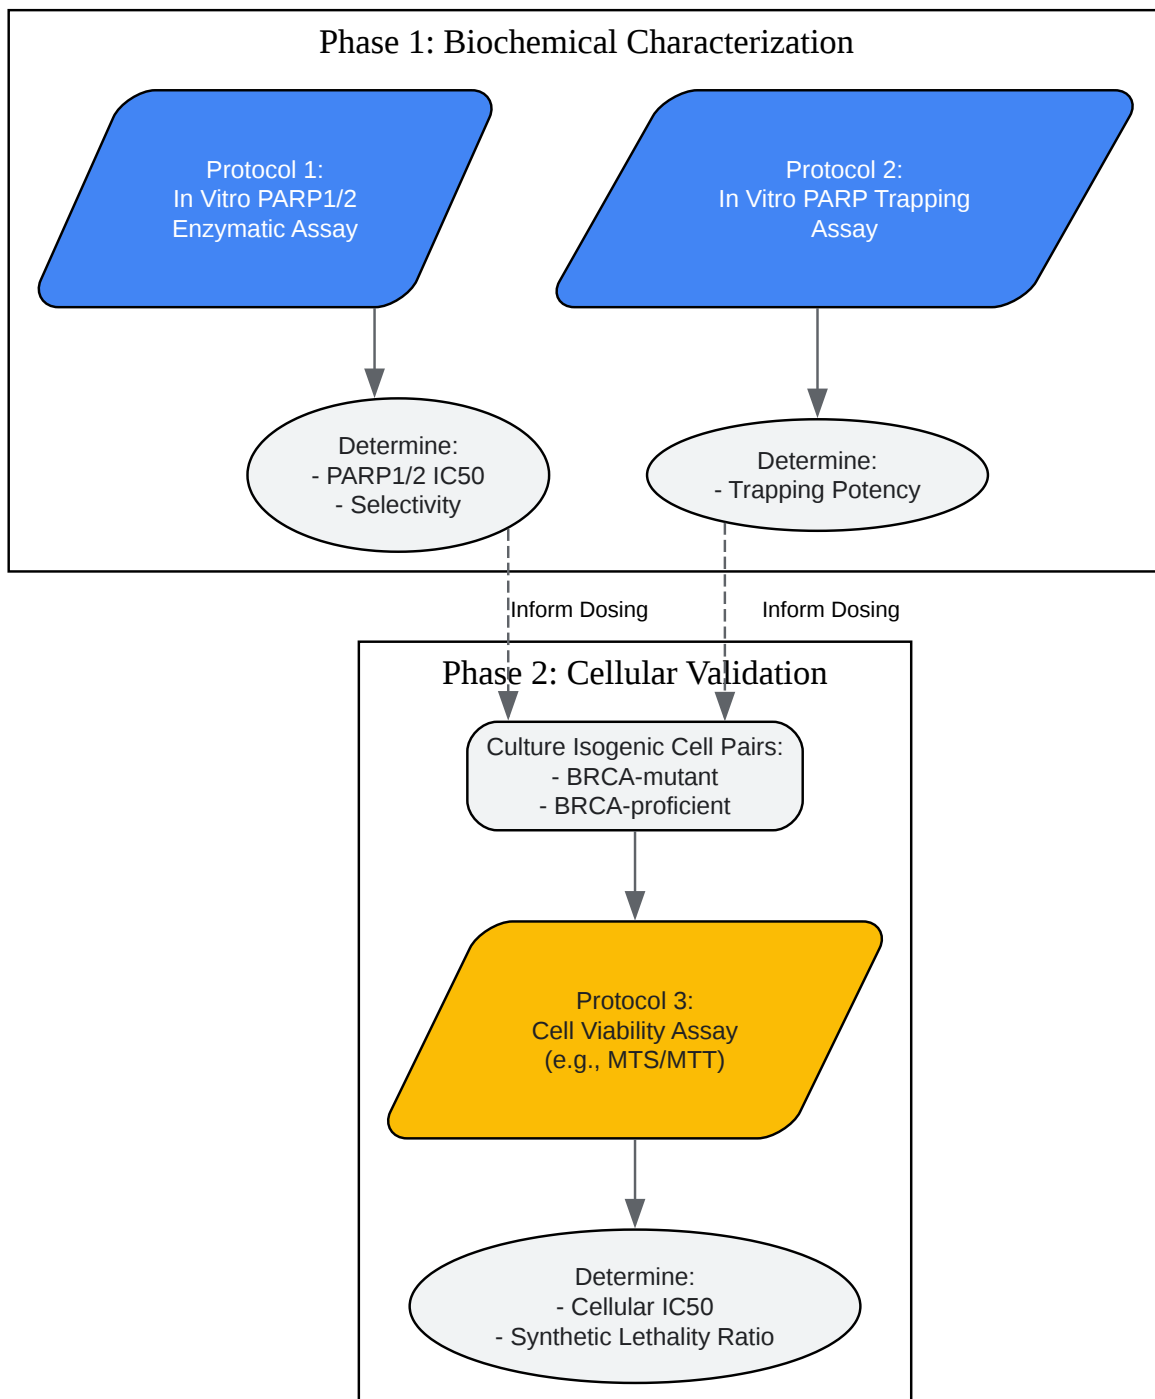 Phase 1: Biochemical Characterization
Protocol 1:
In Vitro PARP1/2
Enzymatic Assay
Protocol 2:
In Vitro PARP Trapping
Assay
Determine:
- PARP1/2 IC50
- Selectivity
Determine:
- Trapping Potency
Inform Dosing
Inform Dosing
Phase 2: Cellular Validation
Culture Isogenic Cell Pairs:
- BRCA-mutant
- BRCA-proficient
Protocol 3:
Cell Viability Assay
(e.g., MTS/MTT)
Determine:
- Cellular IC50
- Synthetic Lethality Ratio